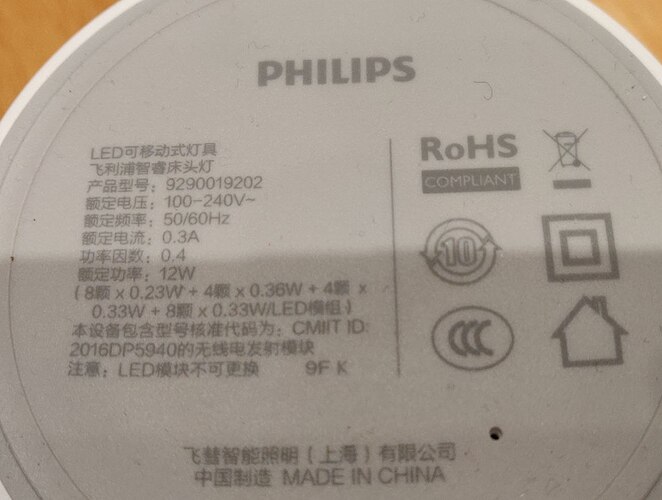 PHILIPS
LED可移动式灯具
飞利浦智睿床头灯
产品型号：9290019202
额定电压：100-240V~
额定频率：50/60Hz
额定电流：0.3A
功率因数：0.4
额定功率：12W
(8颗 x 0.23W + 4颗 x 0.36W + 4颗 x
0.33W + 8颗 x 0.33W/LED模组)
本设备包含型号核准代码为：CMIIT ID:
2016DP5940的无线电发射模块
注意：LED模块不可更换 9F K
RoHS
COMPLIANT
10
CCC
飞彗智能照明(上海)有限公司
中国制造 MADE IN CHINA